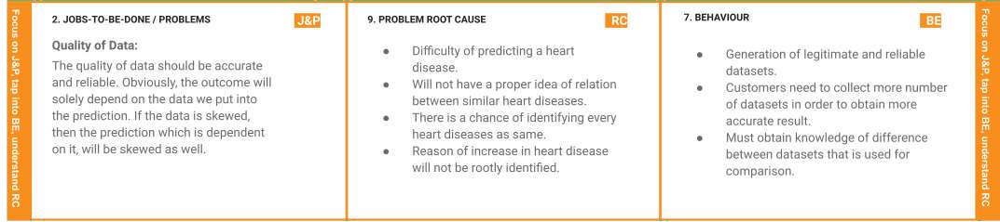 Focus on J&P, tap into BE, understand RC
2. JOBS-TO-BE-DONE / PROBLEMS
J&P
Quality of Data:
The quality of data should be accurate
and reliable. Obviously, the outcome will
solely depend on the data we put into
the prediction. If the data is skewed,
then the prediction which is dependent
on it, will be skewed as well.
9. PROBLEM ROOT CAUSE
RC
● Difficulty of predicting a heart
disease.
● Will not have a proper idea of relation
between similar heart diseases.
● There is a chance of identifying every
heart diseases as same.
● Reason of increase in heart disease
will not be rootly identified.
7. BEHAVIOUR
BE
● Generation of legitimate and reliable
datasets.
● Customers need to collect more number
of datasets in order to obtain more
accurate result.
● Must obtain knowledge of difference
between datasets that is used for
comparison.
Focus on J&P, tap into BE, understand RC